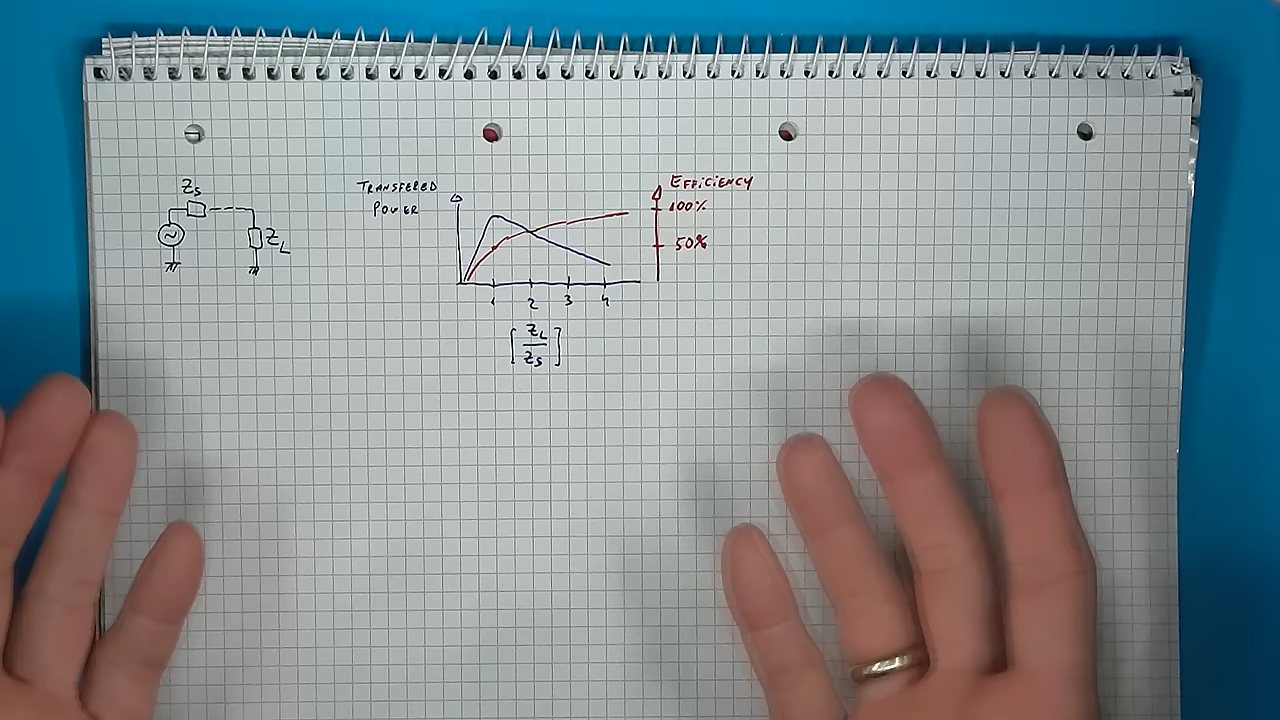 Zs
ZL
TRANSFERED
POWER
EFFICIENCY
100%
50%
1 2 3 4
[ZL
Zs]